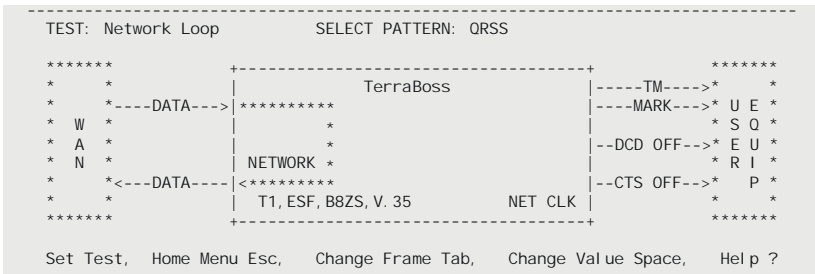 --------------------------------------------------------------------------------
  TEST: Network Loop          SELECT PATTERN: QRSS

  *******            +------------------------------------+            *******
  *     *            |             TerraBoss              |-----TM---->*     *
  *     *----DATA--->|**********                          |----MARK--->* U E *
  *  W  *            |         *                          |            * S Q *
  *  A  *            |         *                          |--DCD OFF-->* E U *
  *  N  *            | NETWORK *                          |            * R I *
  *     *<---DATA----|<*********                          |--CTS OFF-->*   P *
  *     *            |  T1,ESF,B8ZS,V.35          NET CLK |            *     *
  *******            +------------------------------------+            *******

  Set Test,  Home Menu Esc,   Change Frame Tab,   Change Value Space,   Help ?